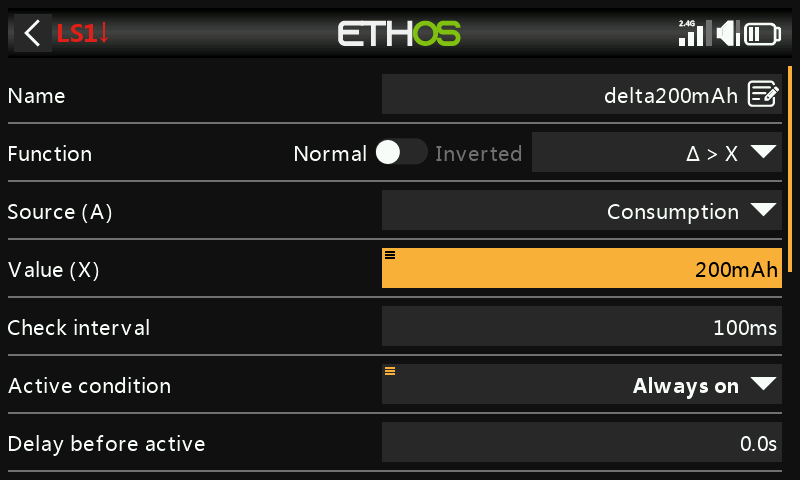 LS1↓ ETHOS 2.4G
Name delta200mAh
Function Normal Inverted Δ > X
Source (A) Consumption
Value (X) 200mAh
Check interval 100ms
Active condition Always on
Delay before active 0.0s